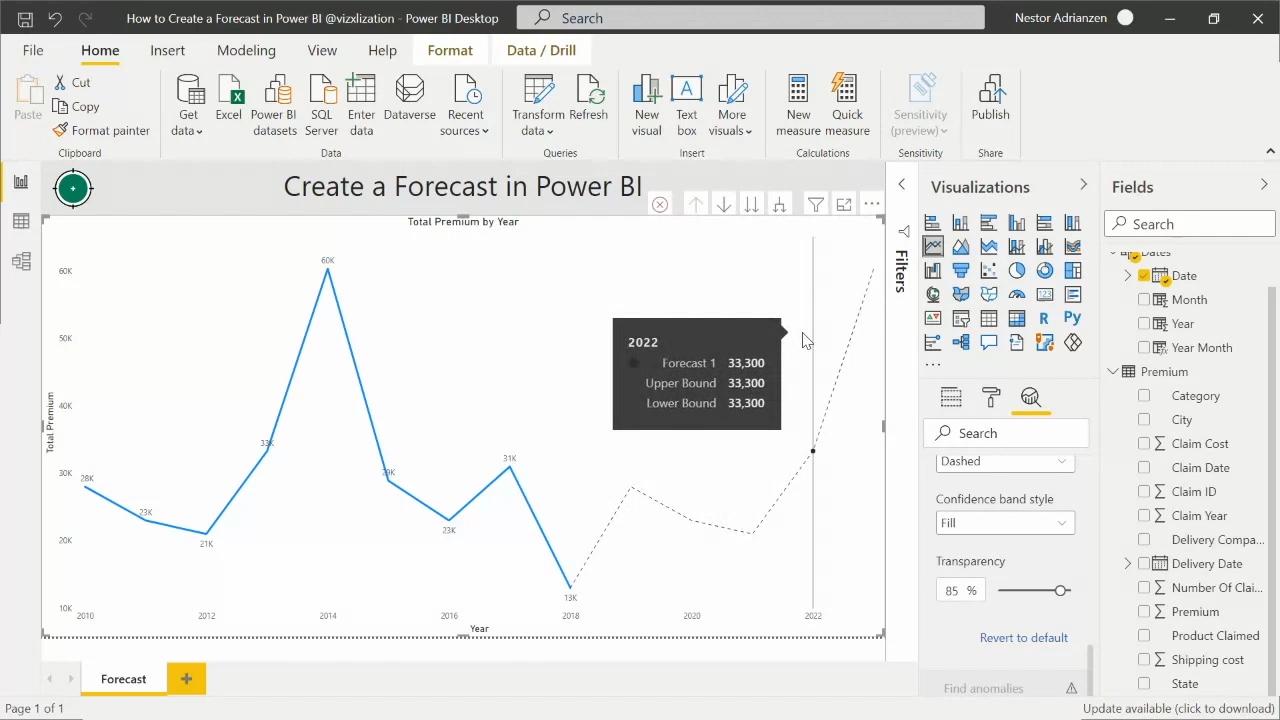 How to Create a Forecast in Power BI @vizxlization - Power BI Desktop
Search
Nestor Adrianzen
File
Home
Insert
Modeling
View
Help
Format
Data / Drill
Paste
Cut
Copy
Format painter
Clipboard
Get data
Excel
Power BI datasets
SQL Server
Enter data
Dataverse
Recent sources
Data
Transform data
Refresh
Queries
New visual
Text box
More visuals
Insert
New measure
Quick measure
Calculations
Sensitivity (preview)
Sensitivity
Publish
Share
Create a Forecast in Power BI
Total Premium by Year
Total Premium
60K
50K
40K
30K
20K
10K
28K
23K
21K
33K
60K
29K
23K
31K
13K
2022
Forecast 1 33,300
Upper Bound 33,300
Lower Bound 33,300
2010
2012
2014
2016
2018
2020
2022
Year
Filters
Visualizations
R
Py
Search
Dashed
Confidence band style
Fill
Transparency
85 %
Revert to default
Find anomalies
Fields
Search
Dates
Date
Month
Year
Year Month
Premium
Category
City
Claim Cost
Claim Date
Claim ID
Claim Year
Delivery Compa...
Delivery Date
Number Of Clai...
Premium
Product Claimed
Shipping cost
State
Forecast
Page 1 of 1
Update available (click to download)